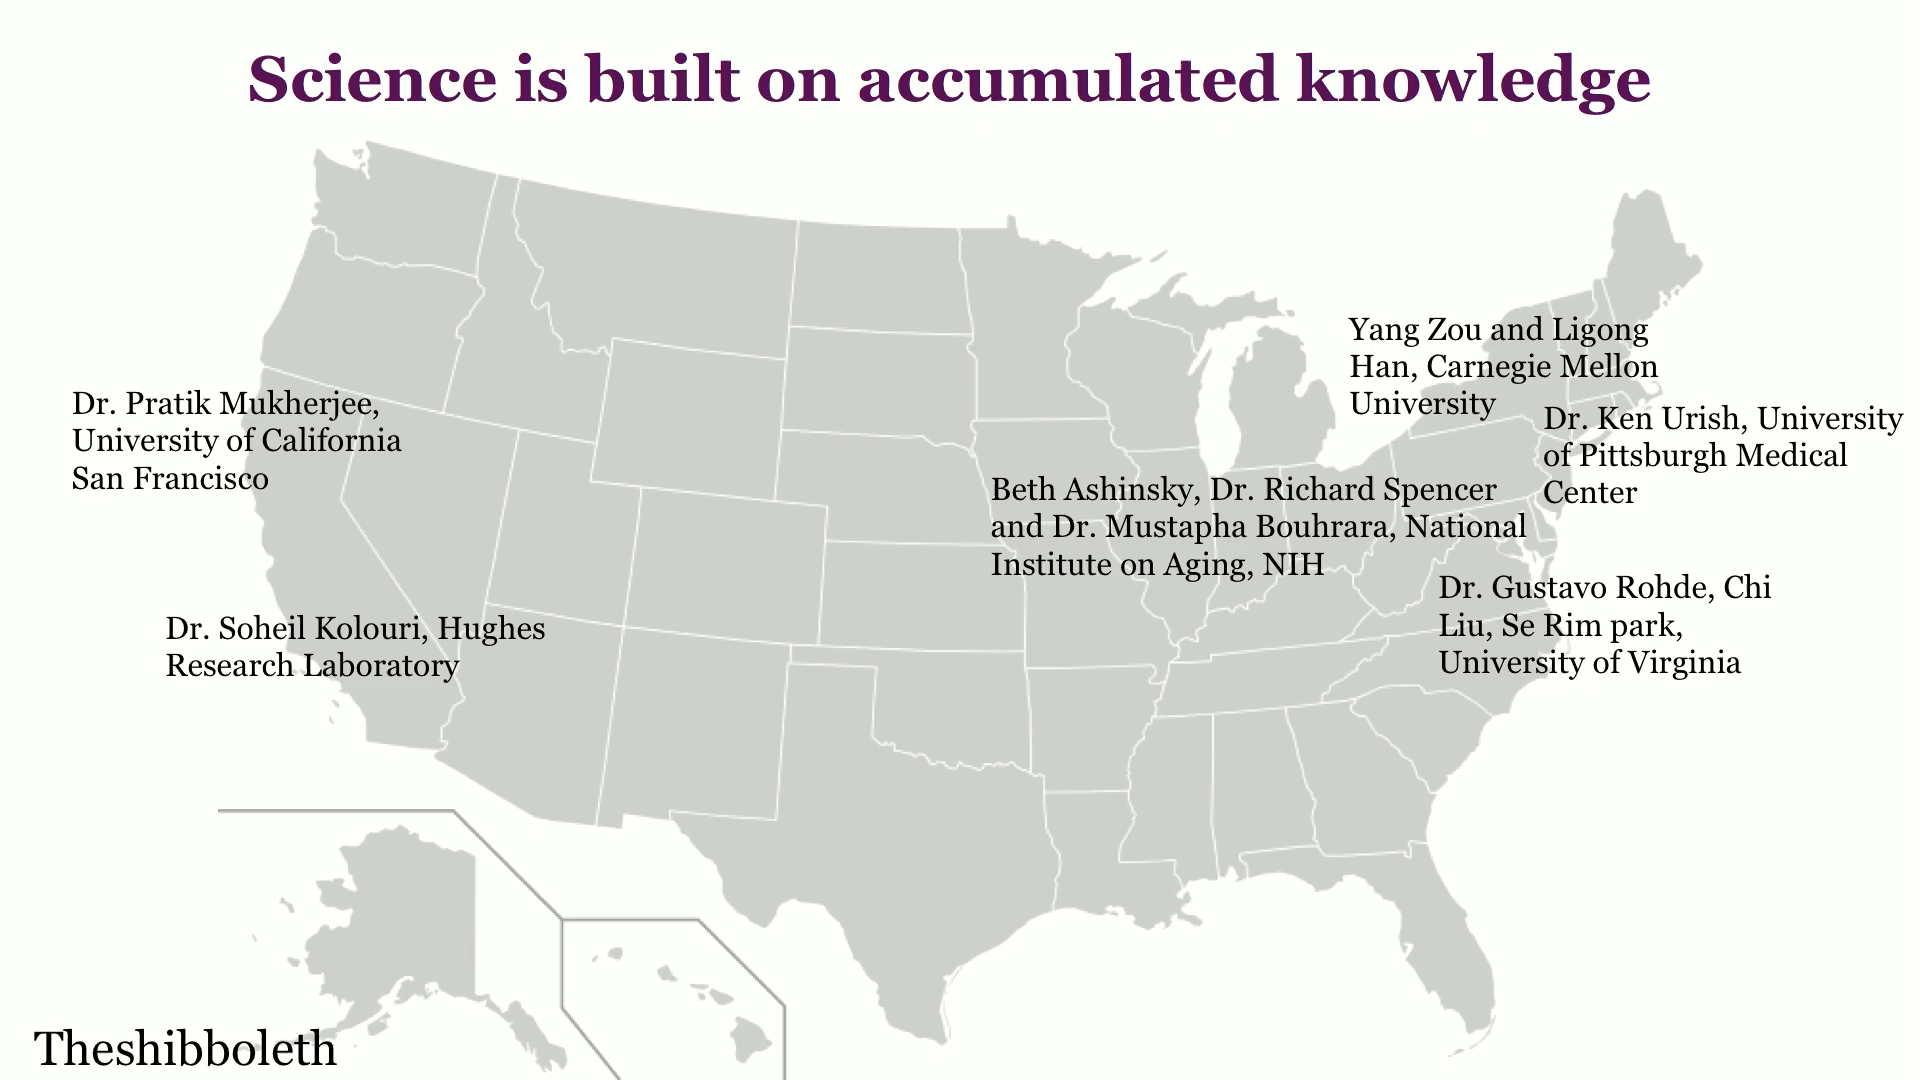 Science is built on accumulated knowledge
Yang Zou and Ligong
Han, Carnegie Mellon
University
Dr. Pratik Mukherjee,
University of California
San Francisco
Dr. Ken Urish, University
of Pittsburgh Medical
Center
Beth Ashinsky, Dr. Richard Spencer
and Dr. Mustapha Bouhrara, National
Institute on Aging, NIH
Dr. Gustavo Rohde, Chi
Liu, Se Rim park,
University of Virginia
Dr. Soheil Kolouri, Hughes
Research Laboratory
Theshibboleth